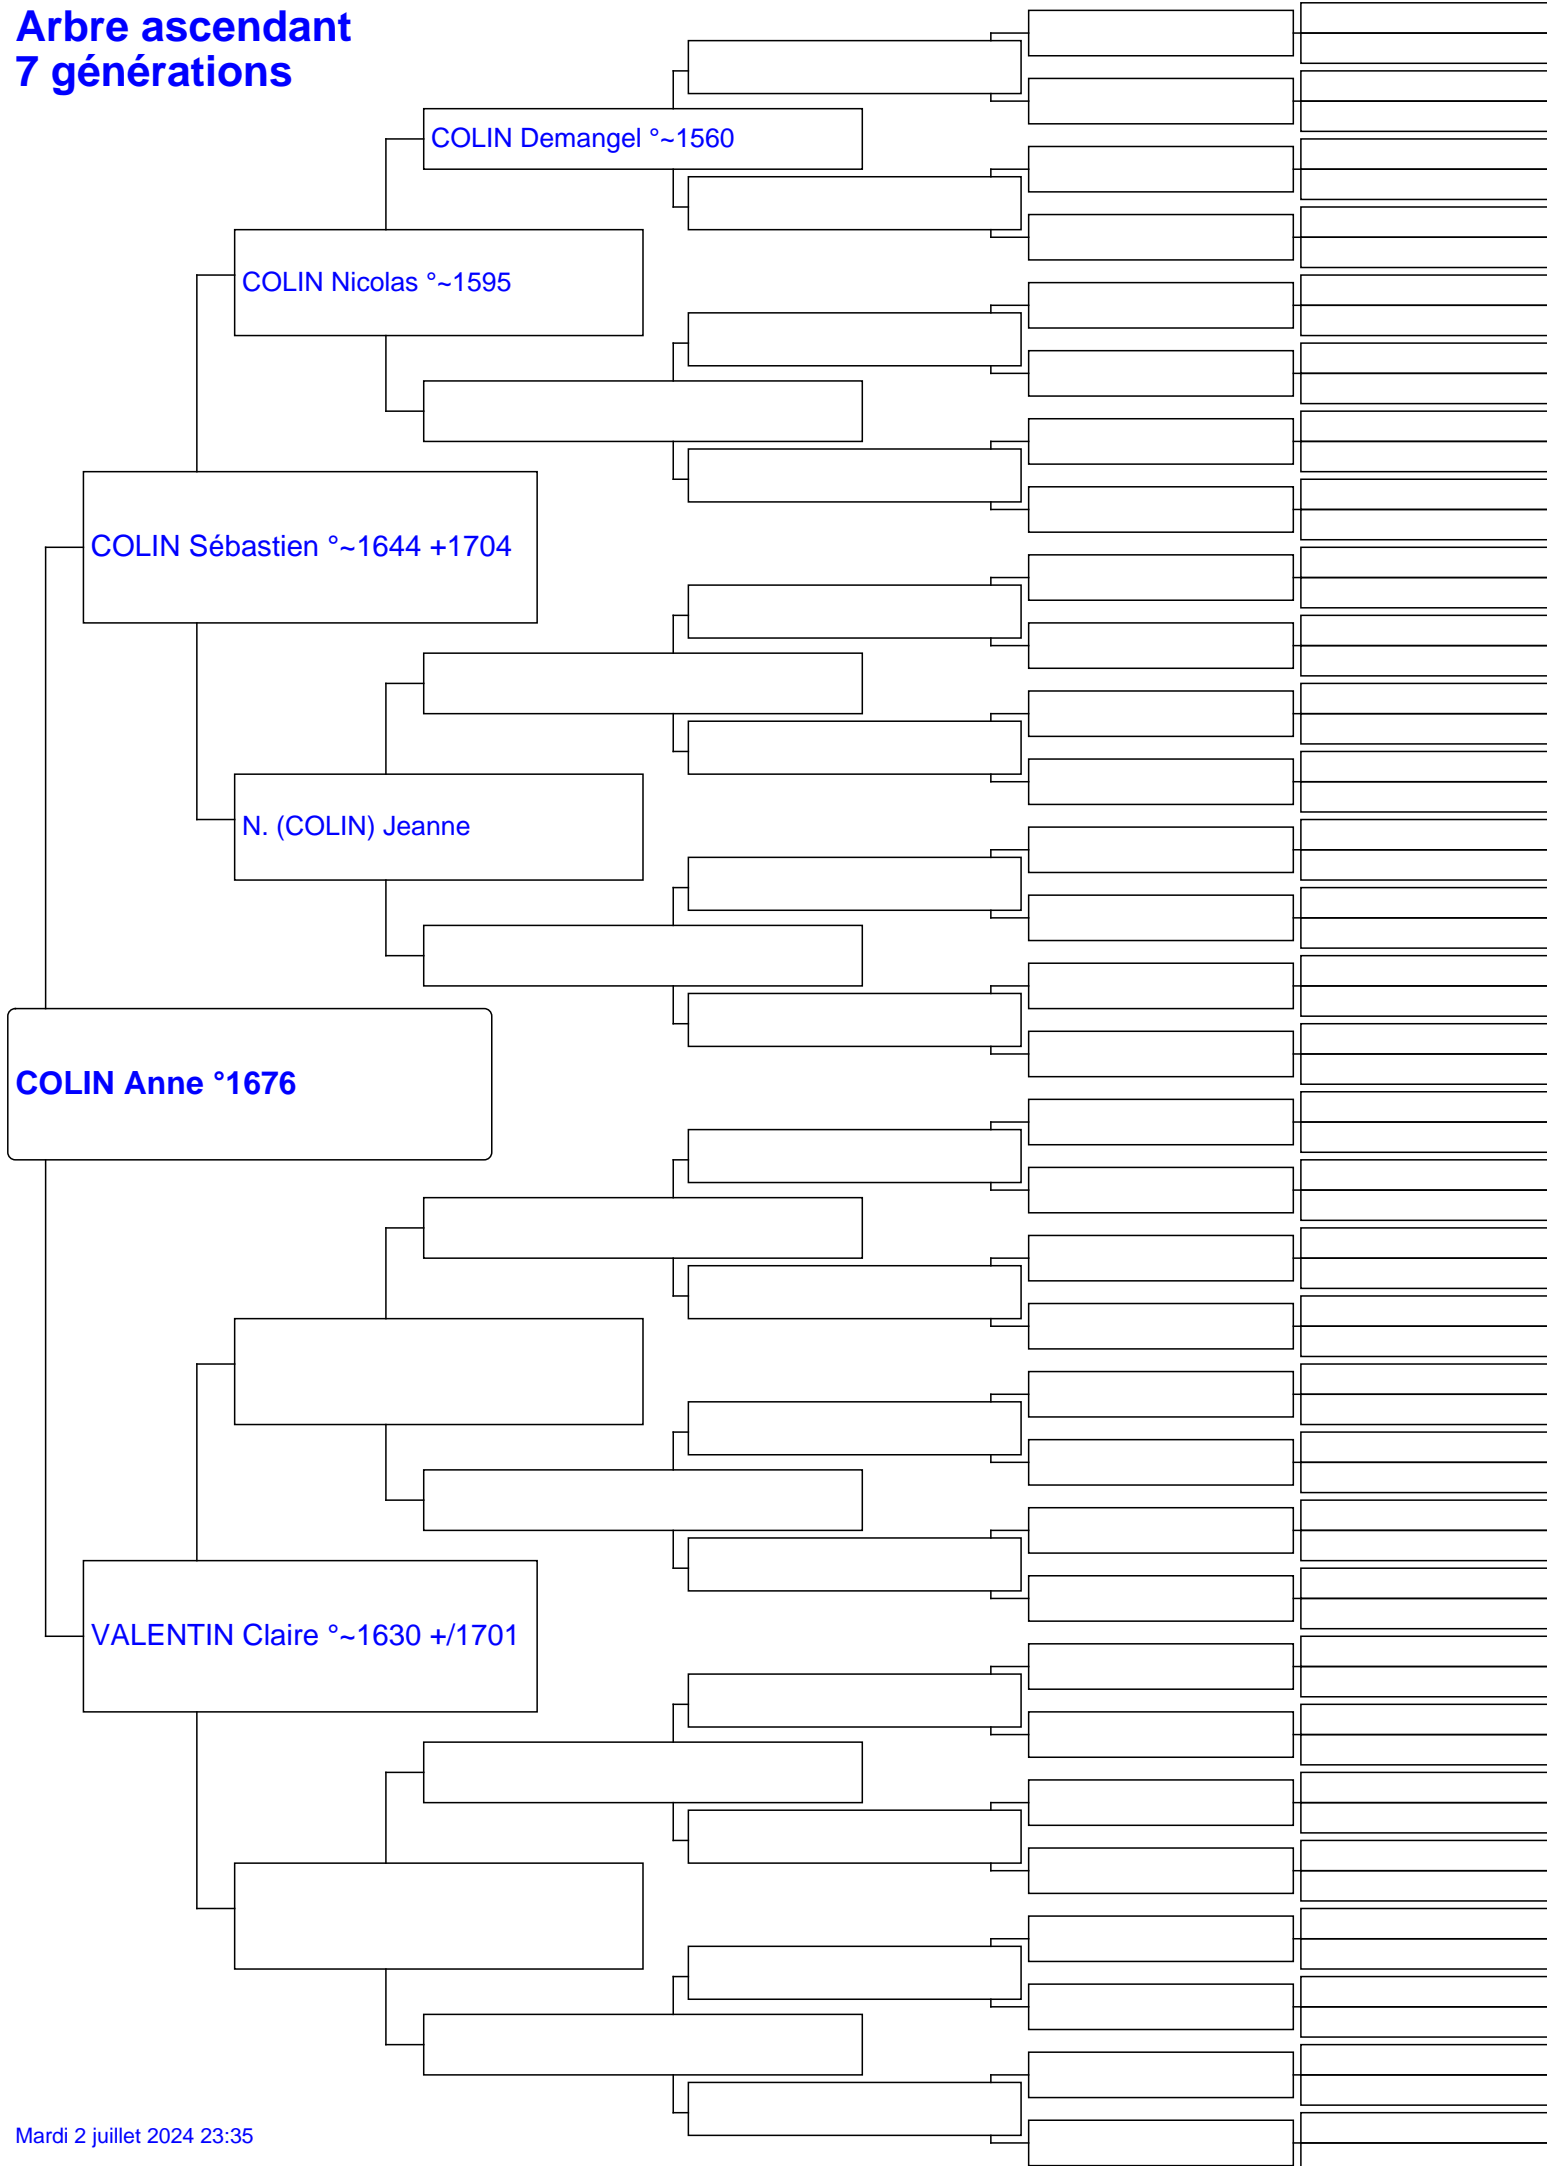 Arbre ascendant
7 générations
COLIN Demangel °~1560
COLIN Nicolas °~1595
COLIN Sébastien °~1644 +1704
N. (COLIN) Jeanne
COLIN Anne °1676
VALENTIN Claire °~1630 +/1701
Mardi 2 juillet 2024 23:35